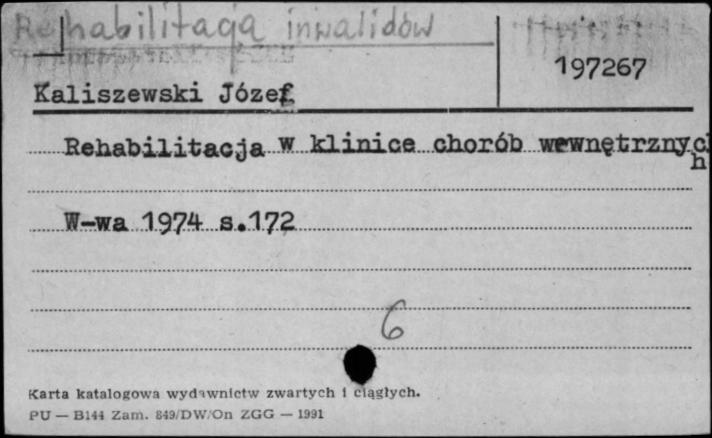 Rehabilitacja inwalidów
197267
Kaliszewski Józef
Rehabilitacja w klinice chorób wewnętrznych
W-wa 1974 s.172
6
Karta katalogowa wydawnictw zwartych i ciągłych.
PU — B144 Zam. 849/DW/On ZGG — 1991